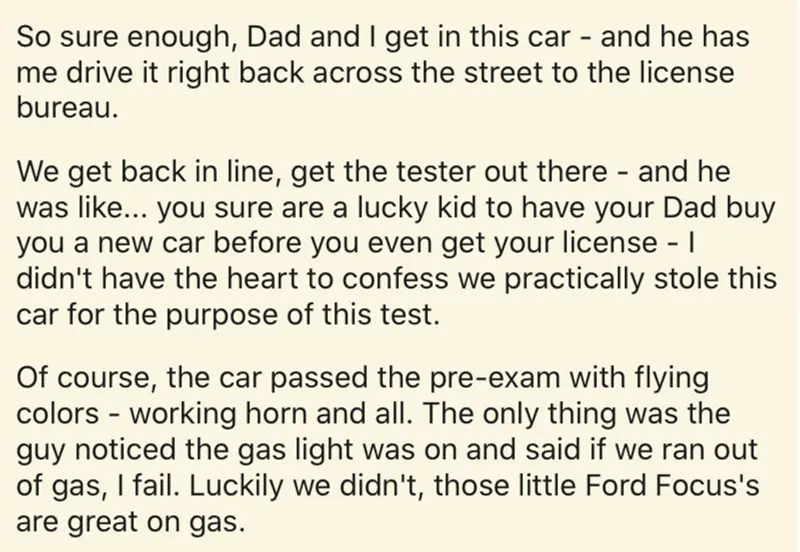 So sure enough, Dad and I get in this car - and he has
me drive it right back across the street to the license
bureau.
We get back in line, get the tester out there - and he
was like... you sure are a lucky kid to have your Dad buy
you a new car before you even get your license - I
didn't have the heart to confess we practically stole this
car for the purpose of this test.
Of course, the car passed the pre-exam with flying
colors - working horn and all. The only thing was the
guy noticed the gas light was on and said if we ran out
of gas, I fail. Luckily we didn't, those little Ford Focus's
are great on gas.